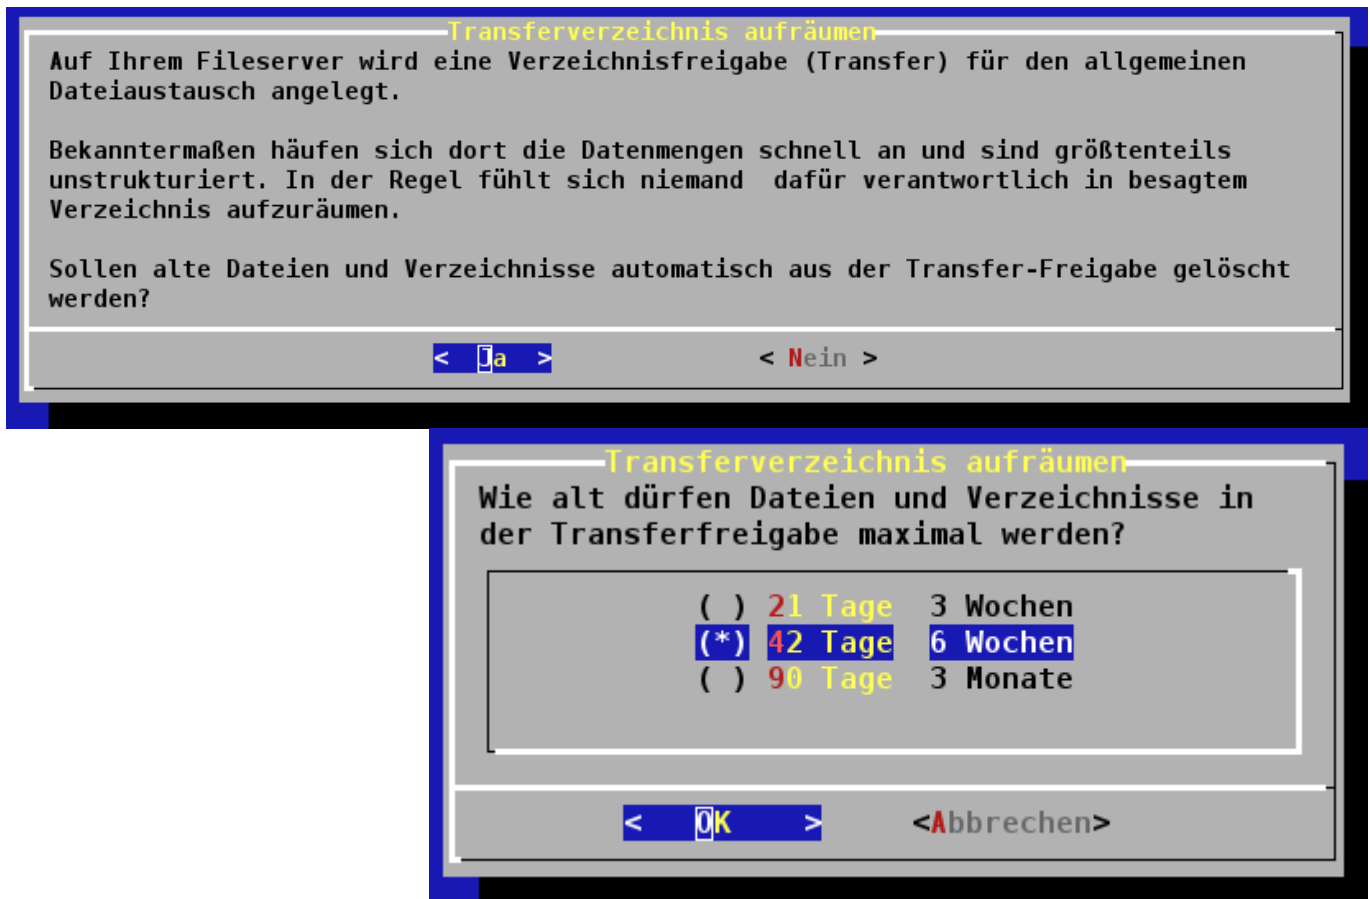 Transferverzeichnis aufräumen
Auf Ihrem Fileserver wird eine Verzeichnisfreigabe (Transfer) für den allgemeinen
Dateiaustausch angelegt.
Bekanntermaßen häufen sich dort die Datenmengen schnell an und sind größtenteils
unstrukturiert. In der Regel fühlt sich niemand  dafür verantwortlich in besagtem
Verzeichnis aufzuräumen.
Sollen alte Dateien und Verzeichnisse automatisch aus der Transfer-Freigabe gelöscht
werden?
<  Ja  > < Nein >
Transferverzeichnis aufräumen
Wie alt dürfen Dateien und Verzeichnisse in
der Transferfreigabe maximal werden?
( ) 21 Tage  3 Wochen
(*) 42 Tage  6 Wochen
( ) 90 Tage  3 Monate
<   OK    > <Abbrechen>